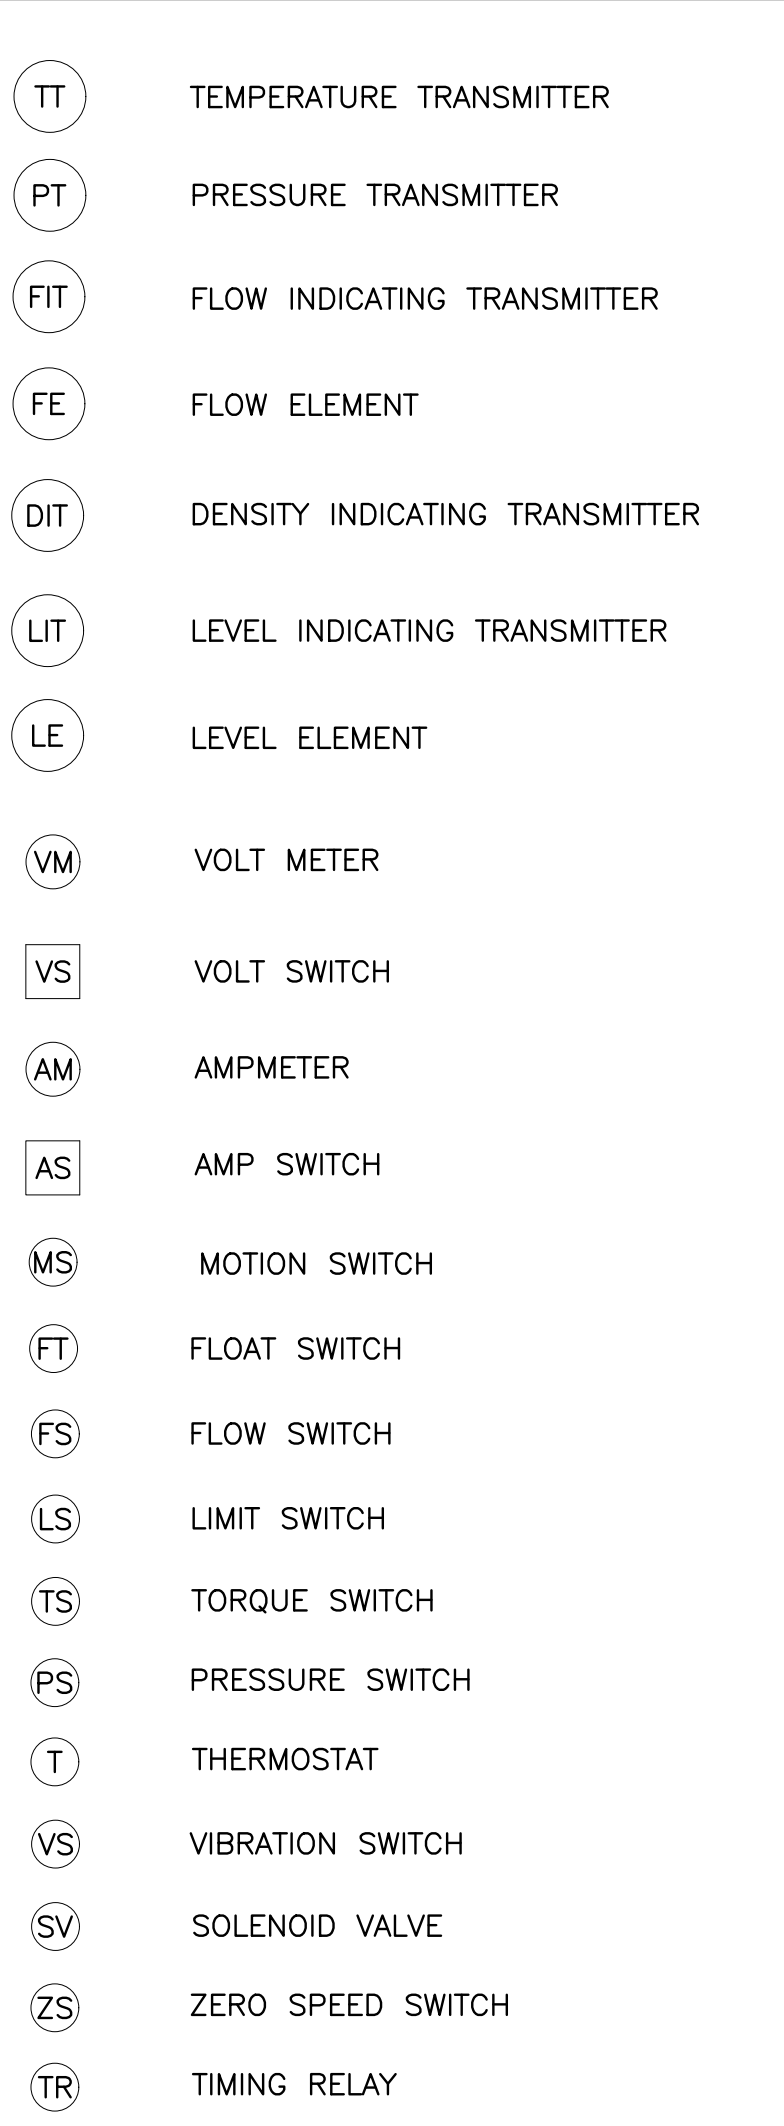 TT TEMPERATURE TRANSMITTER
PT PRESSURE TRANSMITTER
FIT FLOW INDICATING TRANSMITTER
FE FLOW ELEMENT
DIT DENSITY INDICATING TRANSMITTER
LIT LEVEL INDICATING TRANSMITTER
LE LEVEL ELEMENT
VM VOLT METER
VS VOLT SWITCH
AM AMPMETER
AS AMP SWITCH
MS MOTION SWITCH
FT FLOAT SWITCH
FS FLOW SWITCH
LS LIMIT SWITCH
TS TORQUE SWITCH
PS PRESSURE SWITCH
T THERMOSTAT
VS VIBRATION SWITCH
SV SOLENOID VALVE
ZS ZERO SPEED SWITCH
TR TIMING RELAY